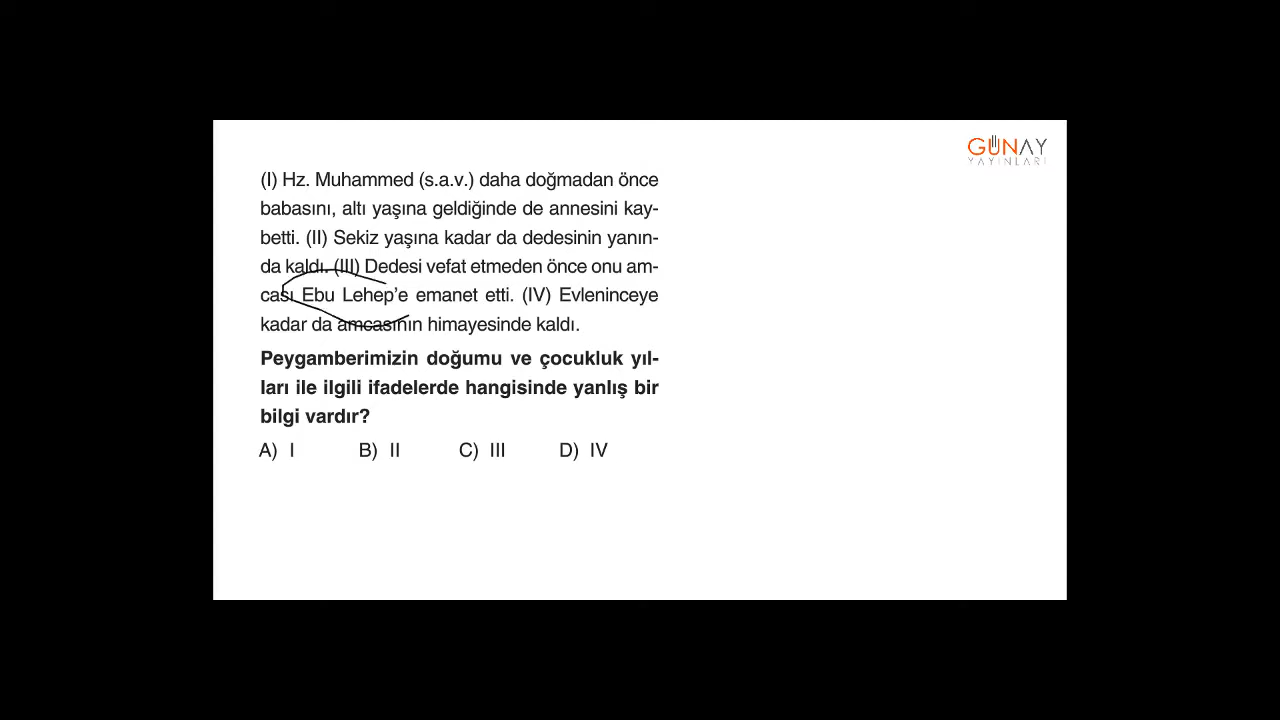 GÜNAY
YAYINLARI
(I) Hz. Muhammed (s.a.v.) daha doğmadan önce
babasını, altı yaşına geldiğinde de annesini kay-
betti. (II) Sekiz yaşına kadar da dedesinin yanın-
da kaldı. (III) Dedesi vefat etmeden önce onu am-
cası Ebu Lehep'e emanet etti. (IV) Evleninceye
kadar da amcasının himayesinde kaldı.
Peygamberimizin doğumu ve çocukluk yıl-
ları ile ilgili ifadelerde hangisinde yanlış bir
bilgi vardır?
A) I B) II C) III D) IV